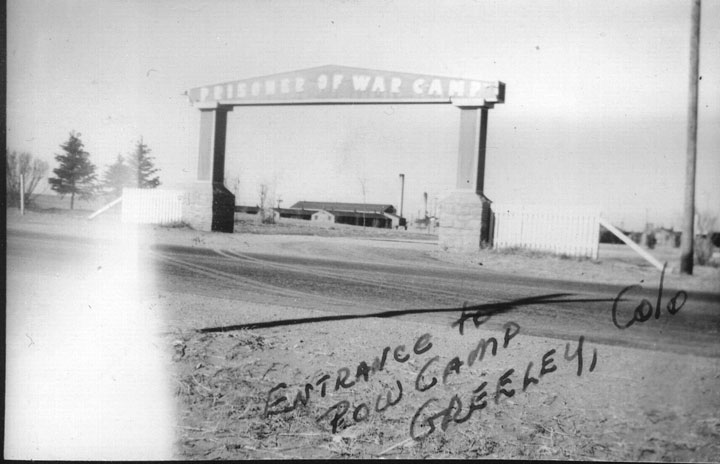 PRISONER OF WAR CAMP
ENTRANCE to
POW CAMP
GREELEY, Colo